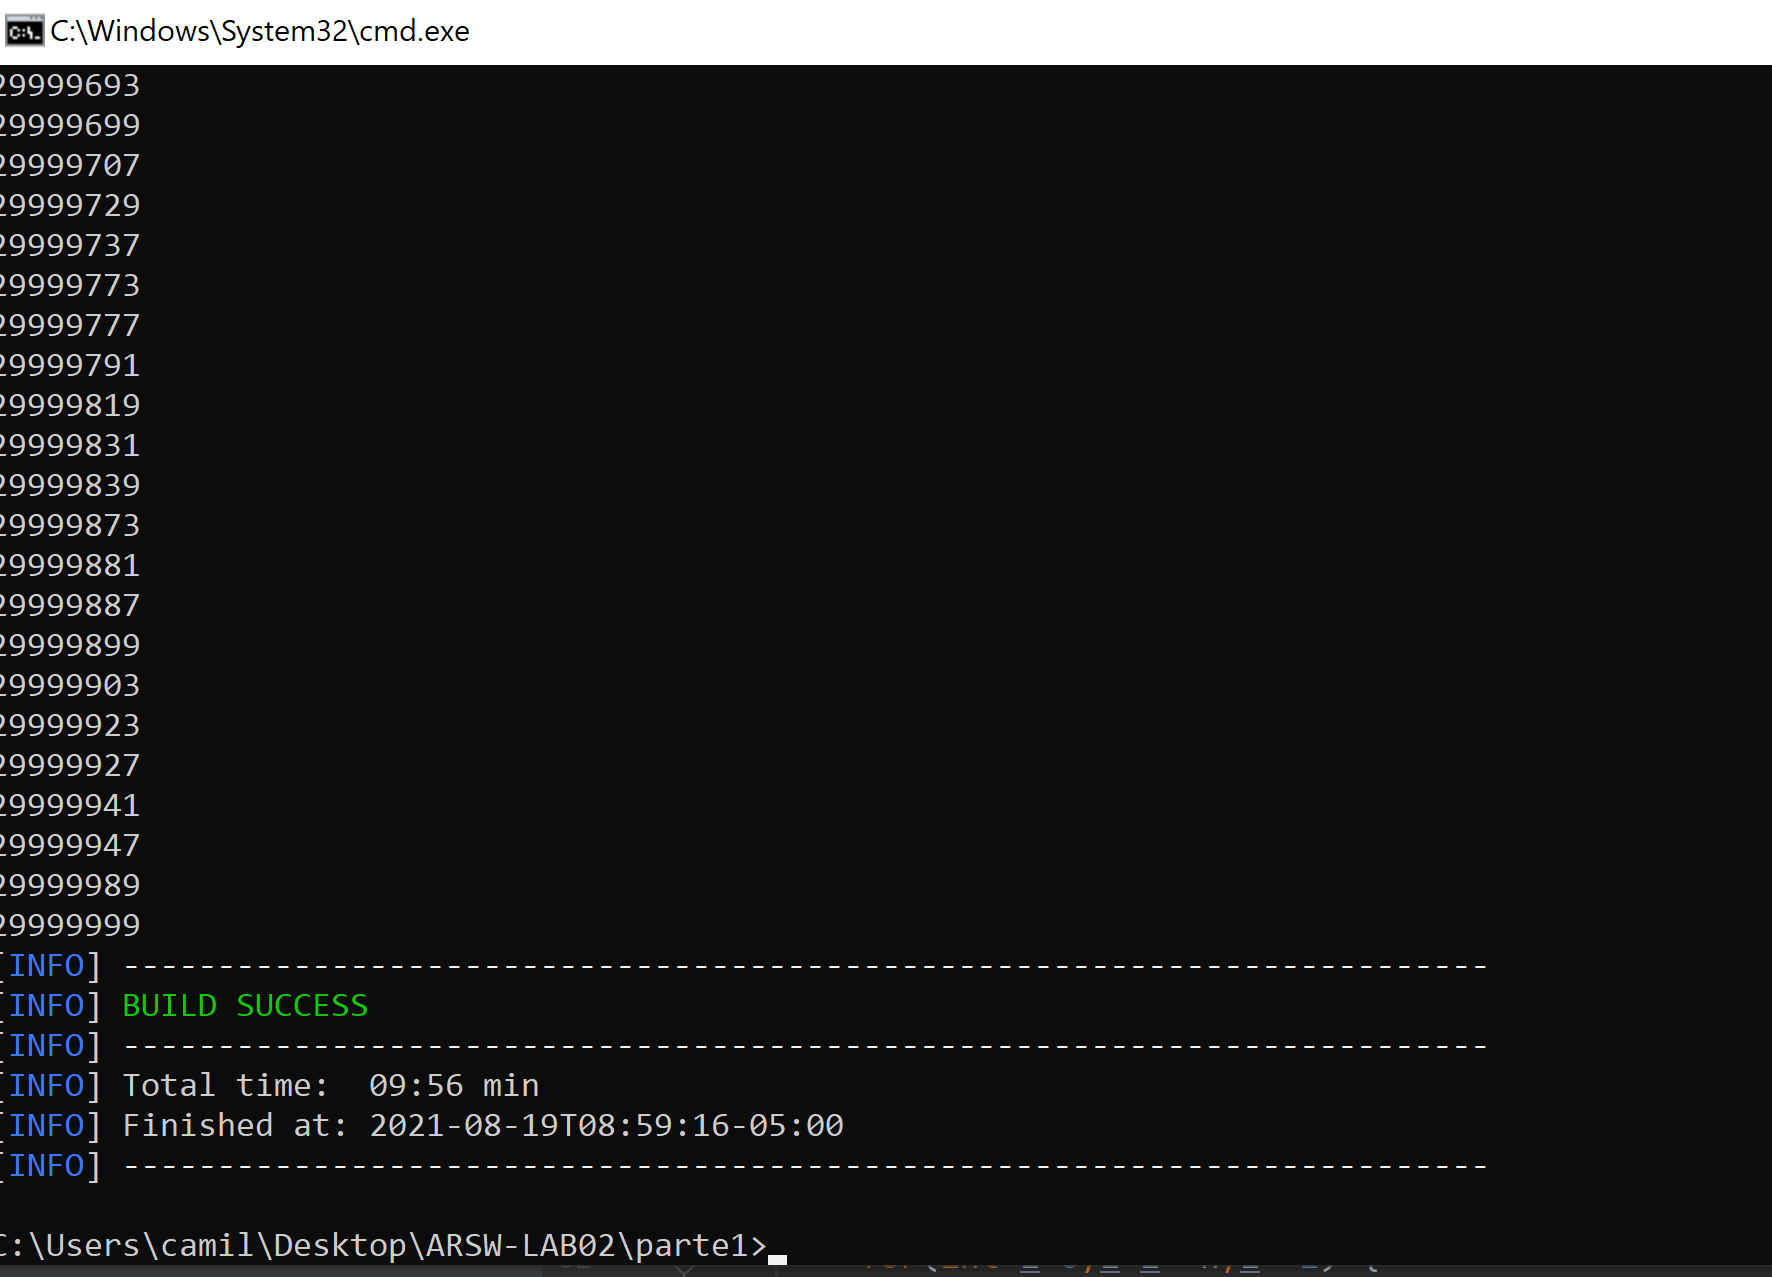 C:\Windows\System32\cmd.exe
29999693
29999699
29999707
29999729
29999737
29999773
29999777
29999791
29999819
29999831
29999839
29999873
29999881
29999887
29999899
29999903
29999923
29999927
29999941
29999947
29999989
29999999
[INFO] ------------------------------------------------------------------------
[INFO] BUILD SUCCESS
[INFO] ------------------------------------------------------------------------
[INFO] Total time:  09:56 min
[INFO] Finished at: 2021-08-19T08:59:16-05:00
[INFO] ------------------------------------------------------------------------
C:\Users\camil\Desktop\ARSW-LAB02\parte1>